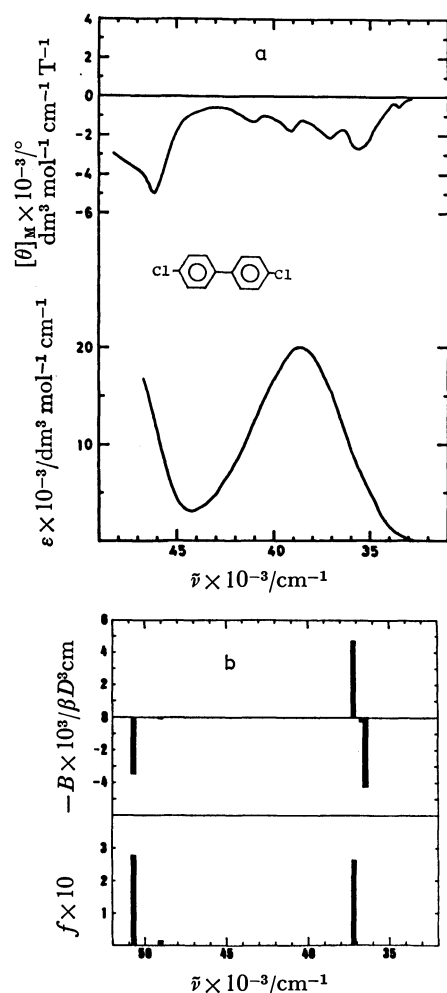 a
4
2
0
-2
-4
-6
[θ]M × 10⁻³/°
dm³ mol⁻¹ cm⁻¹ T⁻¹
Cl
Cl
20
10
ε × 10⁻³/dm³ mol⁻¹ cm⁻¹
45
40
35
ν̃ × 10⁻³/cm⁻¹
b
6
4
2
0
-2
-4
−B × 10³/βD³cm
3
2
1
f × 10
50
45
40
35
ν̃ × 10⁻³/cm⁻¹